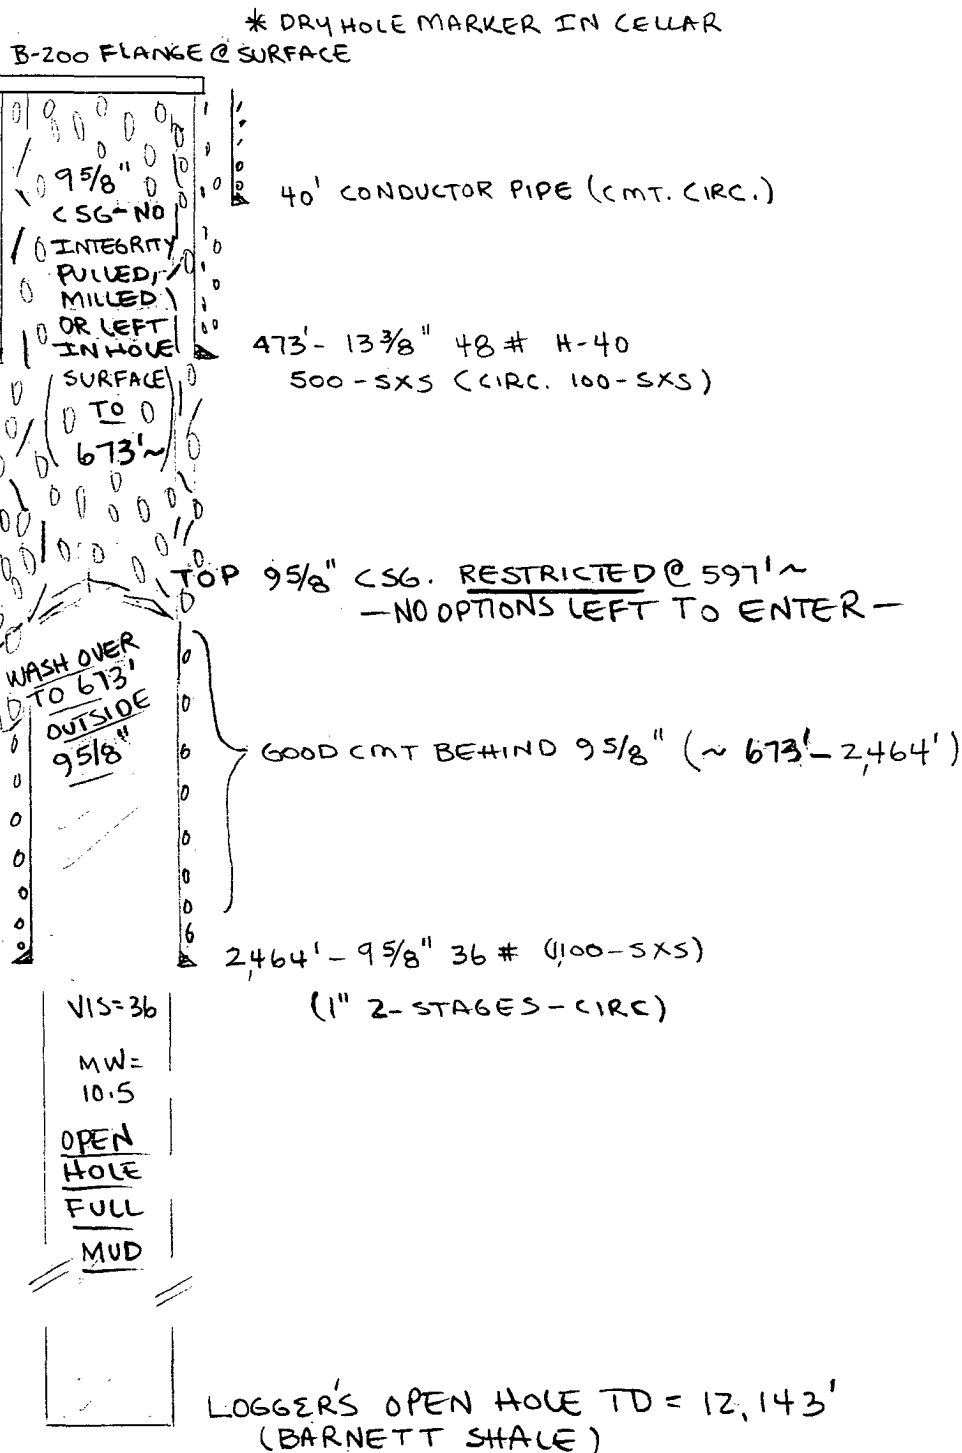 * DRY HOLE MARKER IN CELLAR
B-200 FLANGE @ SURFACE
9 5/8"
CSG-NO
INTEGRITY
PULLED,
MILLED
OR LEFT
IN HOLE
(SURFACE
TO
673'~)
40' CONDUCTOR PIPE (CMT. CIRC.)
473'- 13 3/8" 48# H-40
500-SXS (CIRC. 100-SXS)
TOP 9 5/8" CSG. RESTRICTED @ 597'~
-NO OPTIONS LEFT TO ENTER-
WASH OVER
TO 673'
OUTSIDE
9 5/8"
GOOD CMT BEHIND 9 5/8" (~ 673'-2,464')
2,464'- 9 5/8" 36# (1,100-SXS)
(1" 2-STAGES-CIRC)
VIS=36
MW=
10.5
OPEN
HOLE
FULL
MUD
LOGGER'S OPEN HOLE TD = 12,143'
(BARNETT SHALE)